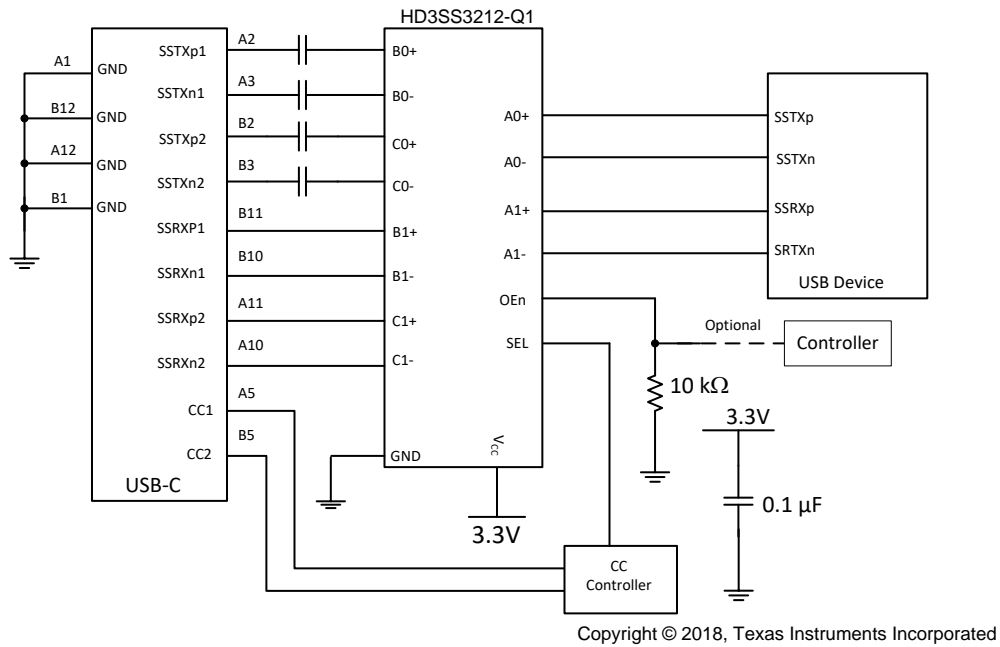 HD3SS3212-Q1
A1
GND
B12
GND
A12
GND
B1
GND
SSTXp1
A2
SSTXn1
A3
SSTXp2
B2
SSTXn2
B3
SSRXP1
B11
SSRXn1
B10
SSRXp2
A11
SSRXn2
A10
CC1
A5
CC2
B5
USB-C
B0+
B0-
C0+
C0-
B1+
B1-
C1+
C1-
GND
A0+
A0-
A1+
A1-
OEn
SEL
VCC
3.3V
SSTXp
SSTXn
SSRXp
SRTXn
USB Device
Optional
Controller
10 kΩ
3.3V
0.1 µF
CC
Controller
Copyright © 2018, Texas Instruments Incorporated